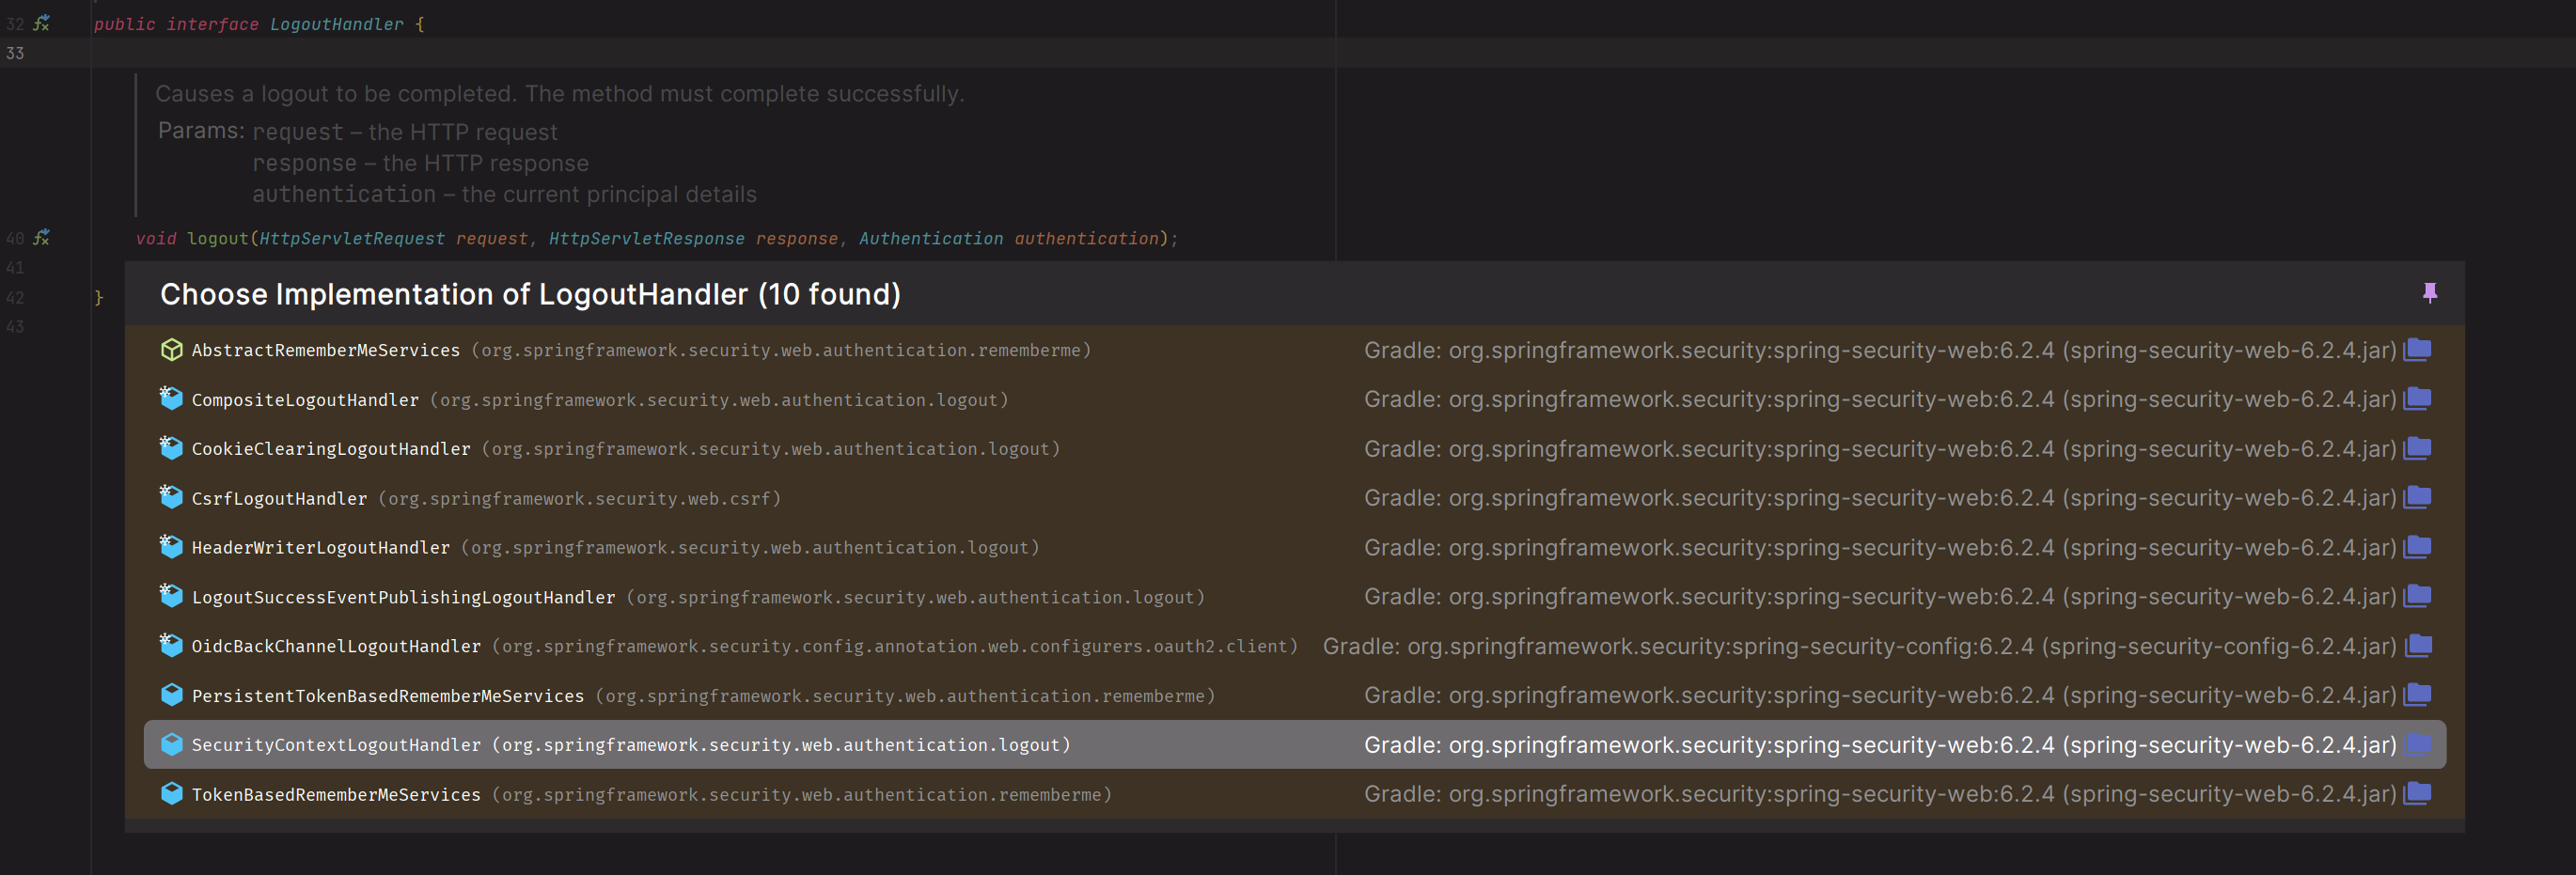 32 public interface LogoutHandler {
33
Causes a logout to be completed. The method must complete successfully.
Params: request – the HTTP request
response – the HTTP response
authentication – the current principal details
40 void logout(HttpServletRequest request, HttpServletResponse response, Authentication authentication);
41
42 }
43
Choose Implementation of LogoutHandler (10 found)
AbstractRememberMeServices (org.springframework.security.web.authentication.rememberme) Gradle: org.springframework.security:spring-security-web:6.2.4 (spring-security-web-6.2.4.jar)
CompositeLogoutHandler (org.springframework.security.web.authentication.logout) Gradle: org.springframework.security:spring-security-web:6.2.4 (spring-security-web-6.2.4.jar)
CookieClearingLogoutHandler (org.springframework.security.web.authentication.logout) Gradle: org.springframework.security:spring-security-web:6.2.4 (spring-security-web-6.2.4.jar)
CsrfLogoutHandler (org.springframework.security.web.csrf) Gradle: org.springframework.security:spring-security-web:6.2.4 (spring-security-web-6.2.4.jar)
HeaderWriterLogoutHandler (org.springframework.security.web.authentication.logout) Gradle: org.springframework.security:spring-security-web:6.2.4 (spring-security-web-6.2.4.jar)
LogoutSuccessEventPublishingLogoutHandler (org.springframework.security.web.authentication.logout) Gradle: org.springframework.security:spring-security-web:6.2.4 (spring-security-web-6.2.4.jar)
OidcBackChannelLogoutHandler (org.springframework.security.config.annotation.web.configurers.oauth2.client) Gradle: org.springframework.security:spring-security-config:6.2.4 (spring-security-config-6.2.4.jar)
PersistentTokenBasedRememberMeServices (org.springframework.security.web.authentication.rememberme) Gradle: org.springframework.security:spring-security-web:6.2.4 (spring-security-web-6.2.4.jar)
SecurityContextLogoutHandler (org.springframework.security.web.authentication.logout) Gradle: org.springframework.security:spring-security-web:6.2.4 (spring-security-web-6.2.4.jar)
TokenBasedRememberMeServices (org.springframework.security.web.authentication.rememberme) Gradle: org.springframework.security:spring-security-web:6.2.4 (spring-security-web-6.2.4.jar)